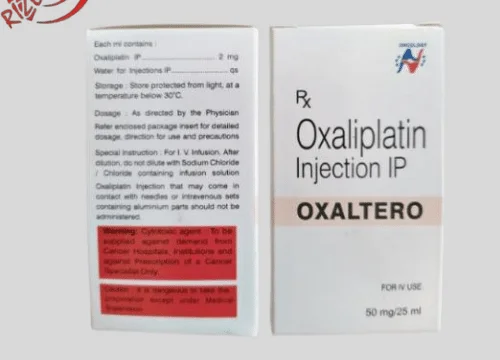 Each ml contains :
Oxaliplatin IP 2 mg
Water for Injections IP qs
Storage : Store protected from light, at a
temperature below 30°C.
Dosage : As directed by the Physician
Refer enclosed package insert for detailed
dosage, direction for use and precautions
Special Instruction : For I. V. Infusion. After
dilution, do not dilute with Sodium Chloride
/ Chloride containing infusion solution
Oxaliplatin Injection that may come in
contact with needles or intravenous sets
containing aluminium parts should not be
administered.
Warning: Cytotoxic agent : To be
supplied against demand from
Cancer Hospitals, Institutions and
against Prescription of a Cancer
Specialist Only.
Caution : It is dangerous to take this
preparation except under Medical
Supervision
ONCOLOGY
Rx
Oxaliplatin
Injection IP
OXALTERO
FOR IV USE
50 mg/25 ml